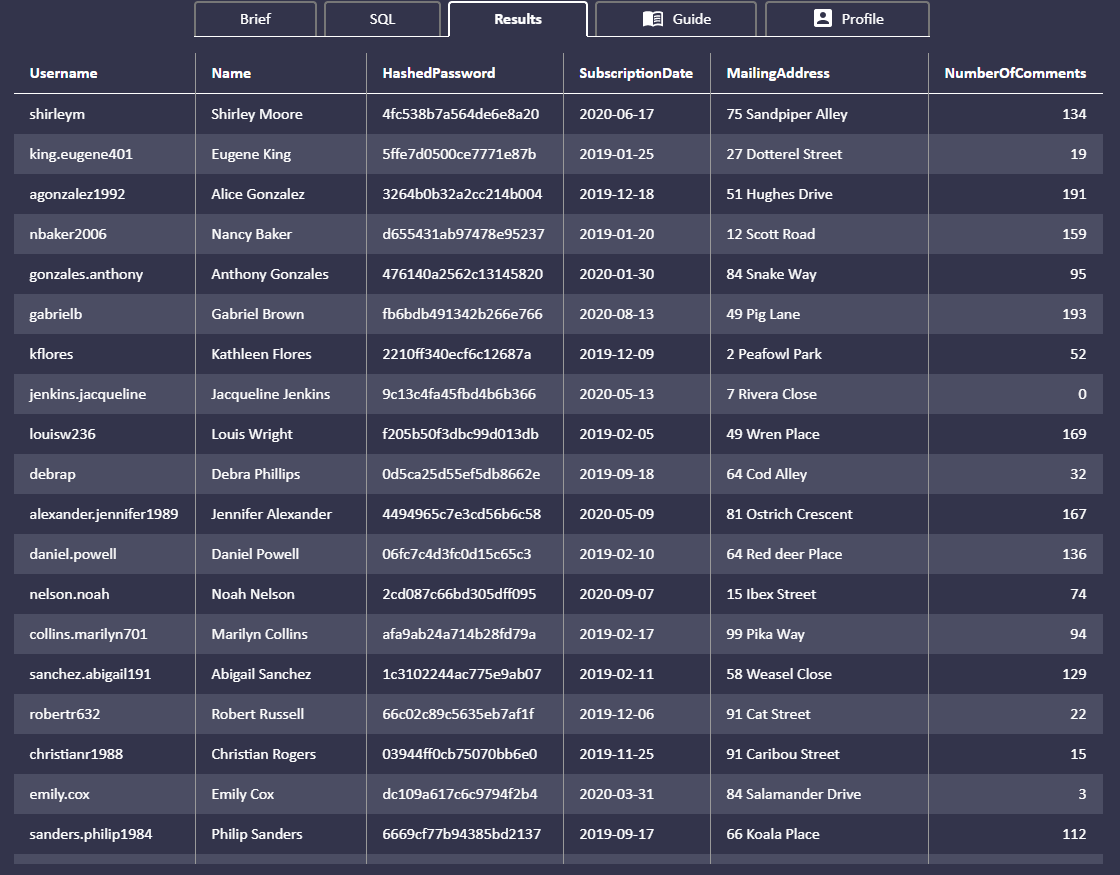 Brief SQL Results Guide Profile
Username Name HashedPassword SubscriptionDate MailingAddress NumberOfComments
shirleym Shirley Moore 4fc538b7a564de6e8a20 2020-06-17 75 Sandpiper Alley 134
king.eugene401 Eugene King 5ffe7d0500ce7771e87b 2019-01-25 27 Dotterel Street 19
agonzalez1992 Alice Gonzalez 3264b0b32a2cc214b004 2019-12-18 51 Hughes Drive 191
nbaker2006 Nancy Baker d655431ab97478e95237 2019-01-20 12 Scott Road 159
gonzales.anthony Anthony Gonzales 476140a2562c13145820 2020-01-30 84 Snake Way 95
gabrielb Gabriel Brown fb6bdb491342b266e766 2020-08-13 49 Pig Lane 193
kflores Kathleen Flores 2210ff340ecf6c12687a 2019-12-09 2 Peafowl Park 52
jenkins.jacqueline Jacqueline Jenkins 9c13c4fa45fbd4b6b366 2020-05-13 7 Rivera Close 0
louisw236 Louis Wright f205b50f3dbc99d013db 2019-02-05 49 Wren Place 169
debrap Debra Phillips 0d5ca25d55ef5db8662e 2019-09-18 64 Cod Alley 32
alexander.jennifer1989 Jennifer Alexander 4494965c7e3cd56b6c58 2020-05-09 81 Ostrich Crescent 167
daniel.powell Daniel Powell 06fc7c4d3fc0d15c65c3 2019-02-10 64 Red deer Place 136
nelson.noah Noah Nelson 2cd087c66bd305dff095 2020-09-07 15 Ibex Street 74
collins.marilyn701 Marilyn Collins afa9ab24a714b28fd79a 2019-02-17 99 Pika Way 94
sanchez.abigail191 Abigail Sanchez 1c3102244ac775e9ab07 2019-02-11 58 Weasel Close 129
robertr632 Robert Russell 66c02c89c5635eb7af1f 2019-12-06 91 Cat Street 22
christianr1988 Christian Rogers 03944ff0cb75070bb6e0 2019-11-25 91 Caribou Street 15
emily.cox Emily Cox dc109a617c6c9794f2b4 2020-03-31 84 Salamander Drive 3
sanders.philip1984 Philip Sanders 6669cf77b94385bd2137 2019-09-17 66 Koala Place 112